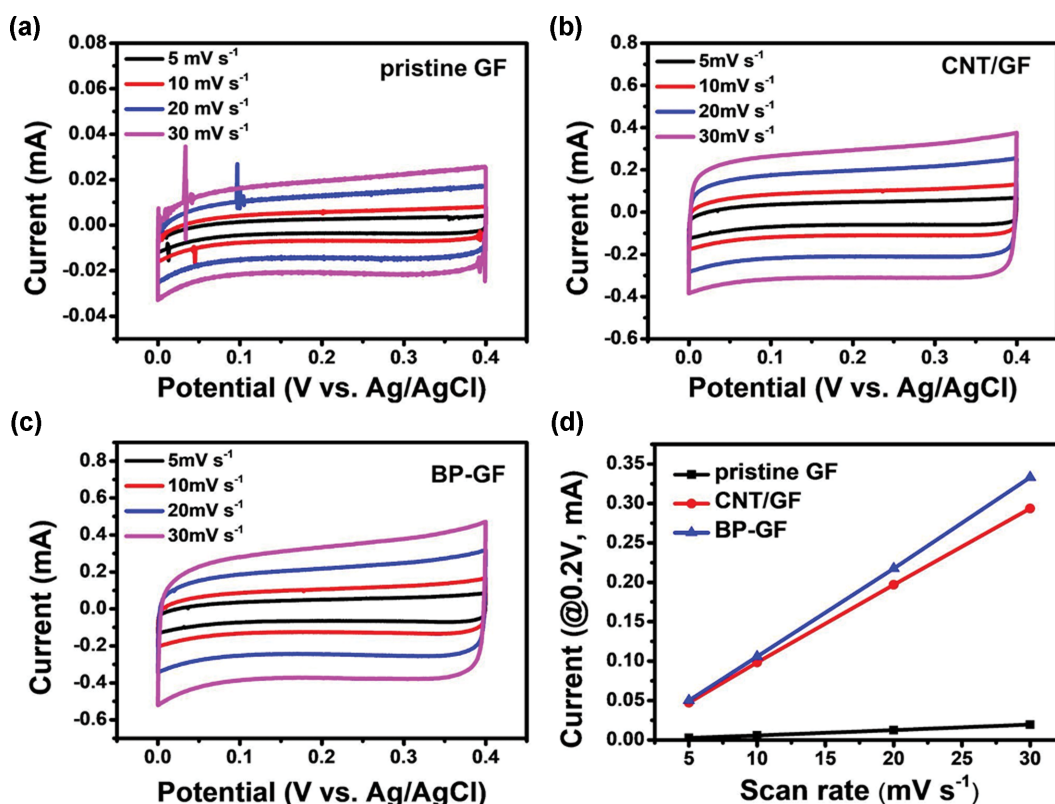 (a)
pristine GF
5 mV s⁻¹
10 mV s⁻¹
20 mV s⁻¹
30 mV s⁻¹
0.08
0.06
0.04
0.02
0.00
-0.02
-0.04
Current (mA)
0.0 0.1 0.2 0.3 0.4
Potential (V vs. Ag/AgCl)
(b)
CNT/GF
5mV s⁻¹
10mV s⁻¹
20mV s⁻¹
30mV s⁻¹
0.8
0.6
0.4
0.2
0.0
-0.2
-0.4
-0.6
Current (mA)
0.0 0.1 0.2 0.3 0.4
Potential (V vs. Ag/AgCl)
(c)
BP-GF
5mV s⁻¹
10mV s⁻¹
20mV s⁻¹
30mV s⁻¹
0.8
0.6
0.4
0.2
0.0
-0.2
-0.4
-0.6
Current (mA)
0.0 0.1 0.2 0.3 0.4
Potential (V vs. Ag/AgCl)
(d)
pristine GF
CNT/GF
BP-GF
0.35
0.30
0.25
0.20
0.15
0.10
0.05
0.00
Current (@0.2V, mA)
5 10 15 20 25 30
Scan rate (mV s⁻¹)